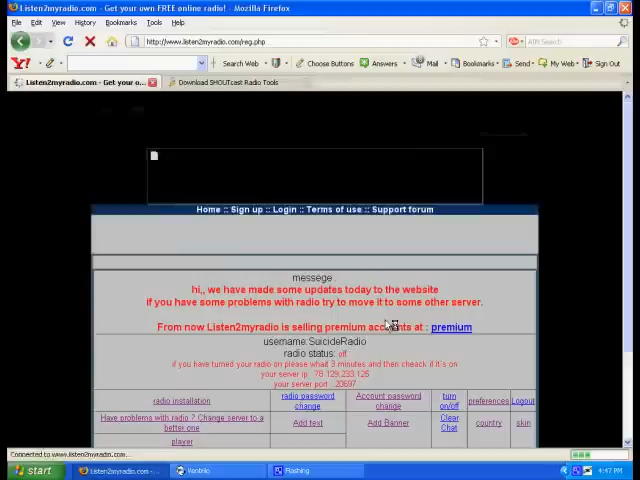 Listen2myradio.com - Get your own FREE online radio! - Mozilla Firefox
File Edit View History Bookmarks Tools Help
http://www.listen2myradio.com/reg.php
AIN Search
Search Web Choose Buttons Answers Mail Bookmarks Send My Web Sign Out
Listen2myradio.com - Get your o... Download SHOUTcast Radio Tools
Home :: Sign up :: Login :: Terms of use :: Support forum
messege
hi,, we have made some updates today to the website
if you have some problems with radio try to move it to some other server.
From now Listen2myradio is selling premium accounts at : premium
username:SuicideRadio
radio status: off
if you have turned your radio on please whait 3 minutes and then checck if it's on
your server ip: 78.129.233.125
your server port: 20697
radio installation radio password change Account password change turn on/off preferences Logout
Have problems with radio ? Change server to a better one Add text Add Banner Clear Chat country skin
player
Connected to www.listen2myradio.com...
start Listen2myradio.com -... Ventrilo Flashing 4:47 PM